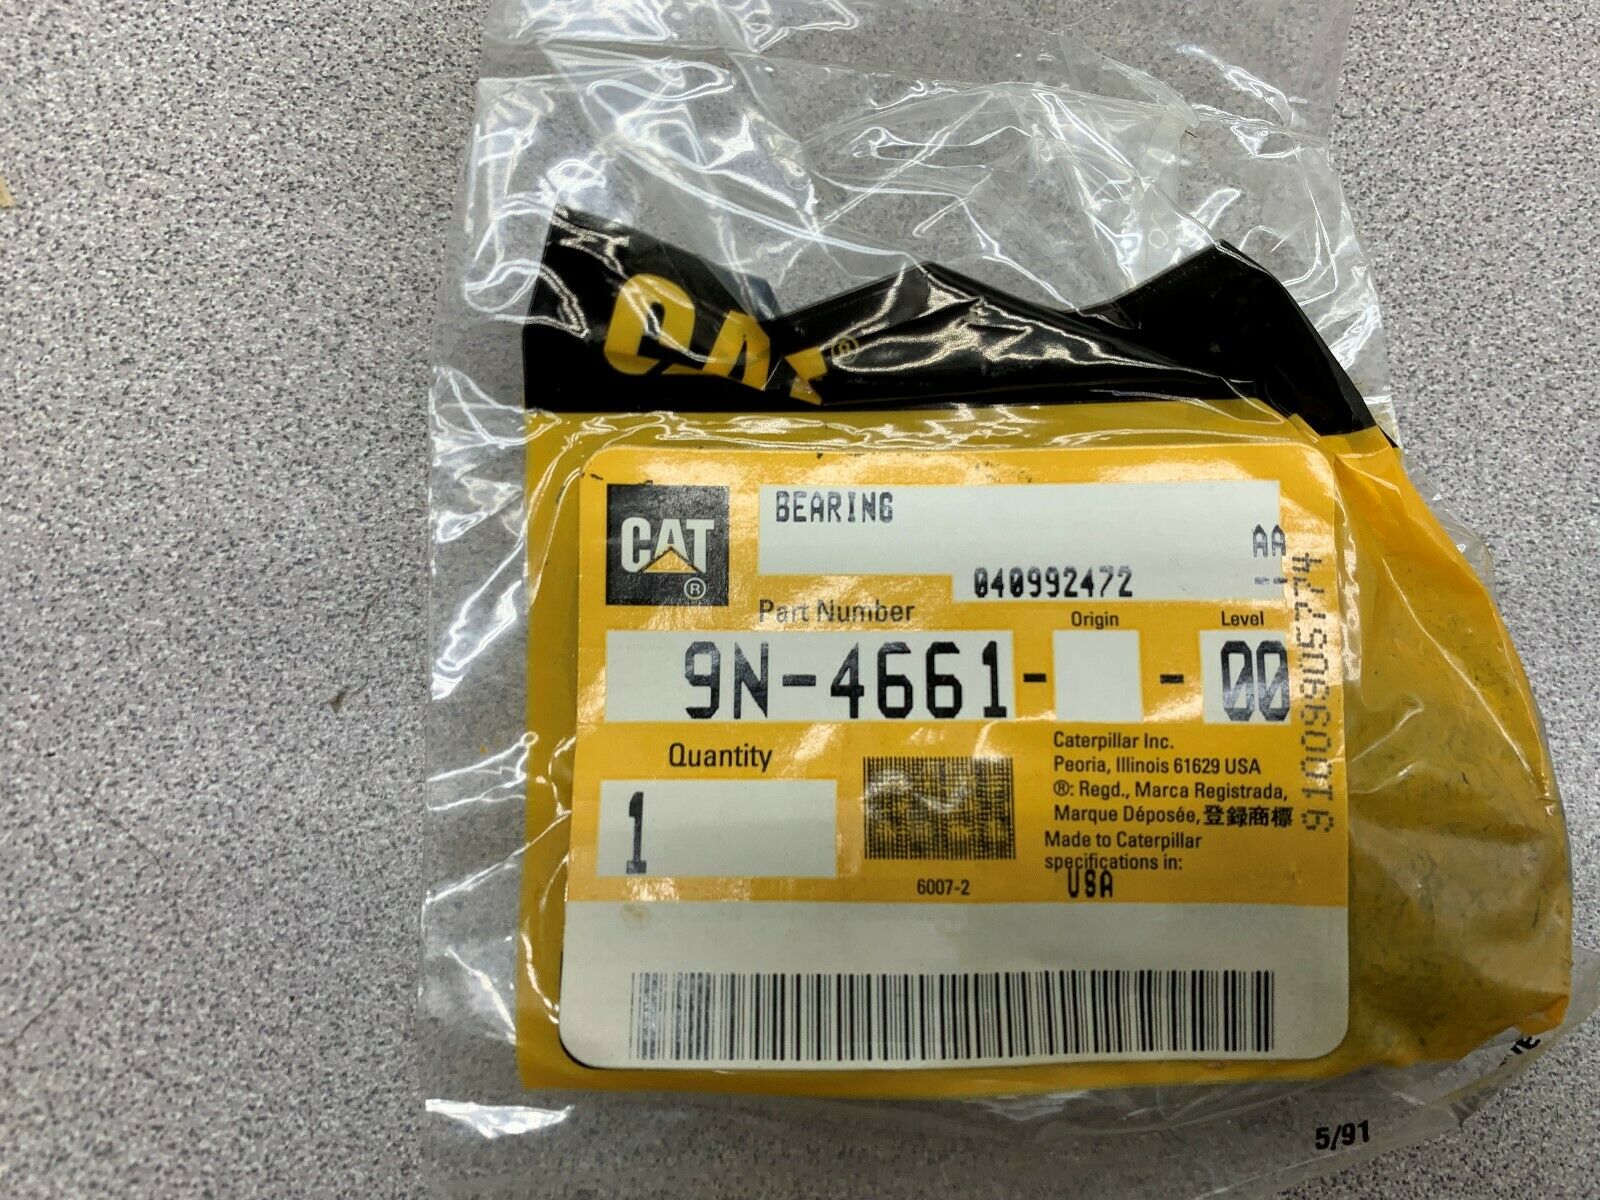 CAT ®
CAT ®
BEARING
AA
040992472 --
Part Number Origin Level
9N-4661- - 00
Quantity
1
6007-2
Caterpillar Inc.
Peoria, Illinois 61629 USA
®: Regd., Marca Registrada,
Marque Déposée, 登録商標
Made to Caterpillar
specifications in:
USA
5/91